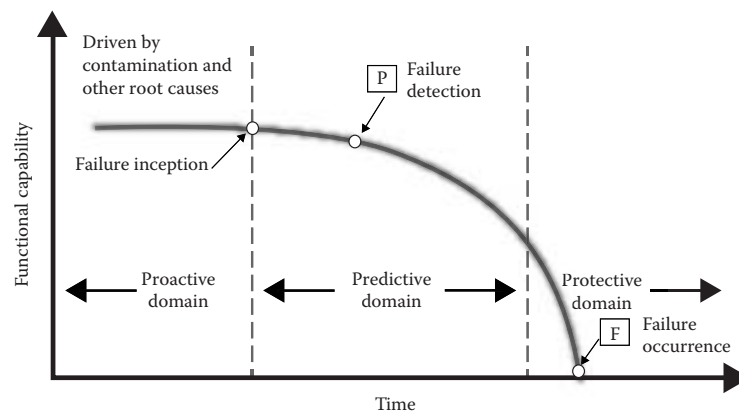 Driven by
contamination and
other root causes
P
Failure
detection
Failure inception
Functional capability
Proactive
domain
Predictive
domain
Protective
domain
F
Failure
occurrence
Time